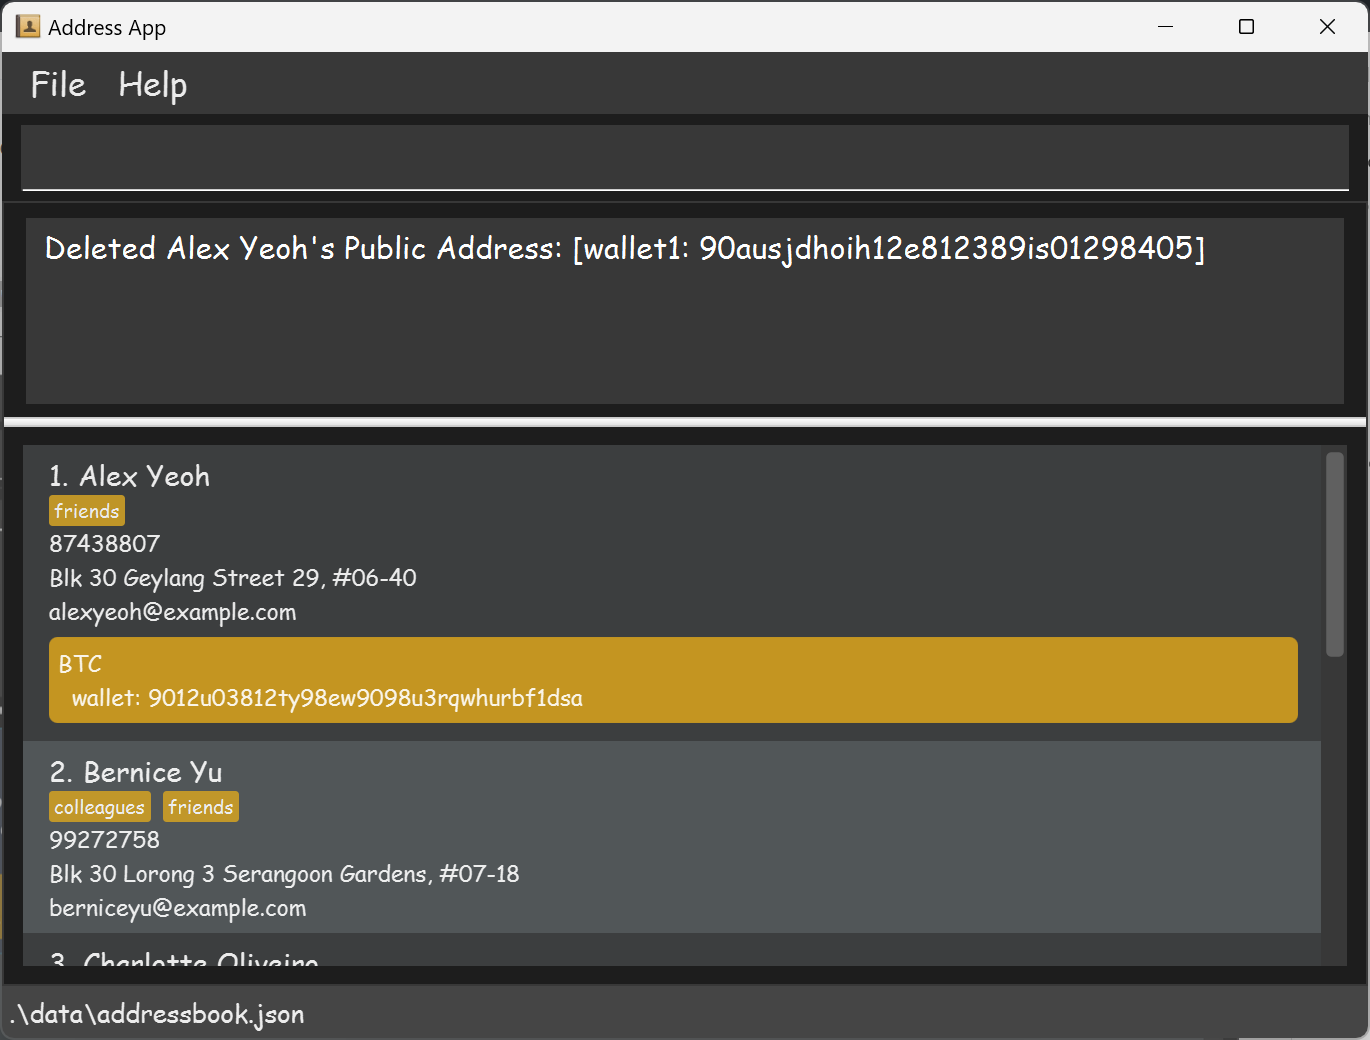 Address App
File Help
Deleted Alex Yeoh's Public Address: [wallet1: 90ausjdhoih12e812389is01298405]
1. Alex Yeoh
friends
87438807
Blk 30 Geylang Street 29, #06-40
alexyeoh@example.com
BTC
wallet: 9012u03812ty98ew9098u3rqwhurbf1dsa
2. Bernice Yu
colleagues friends
99272758
Blk 30 Lorong 3 Serangoon Gardens, #07-18
berniceyu@example.com
3. Charlotte Oliveiro
.\data\addressbook.json